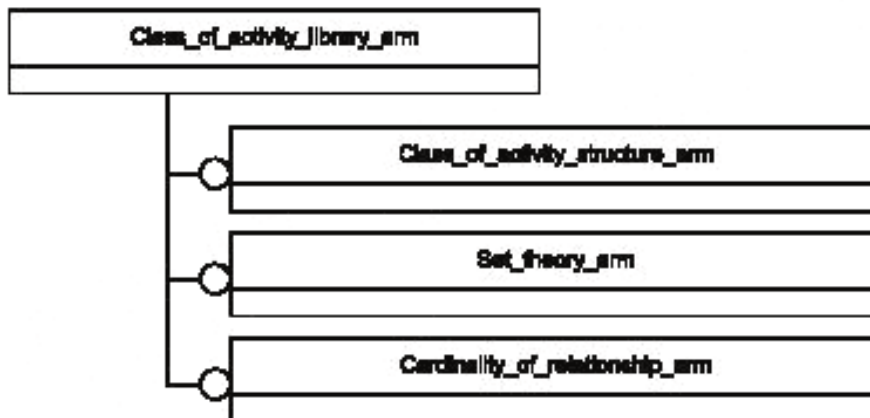 Class_of_activity_library_arm
Class_of_activity_structure_arm
Set_theory_arm
Cardinality_of_relationship_arm